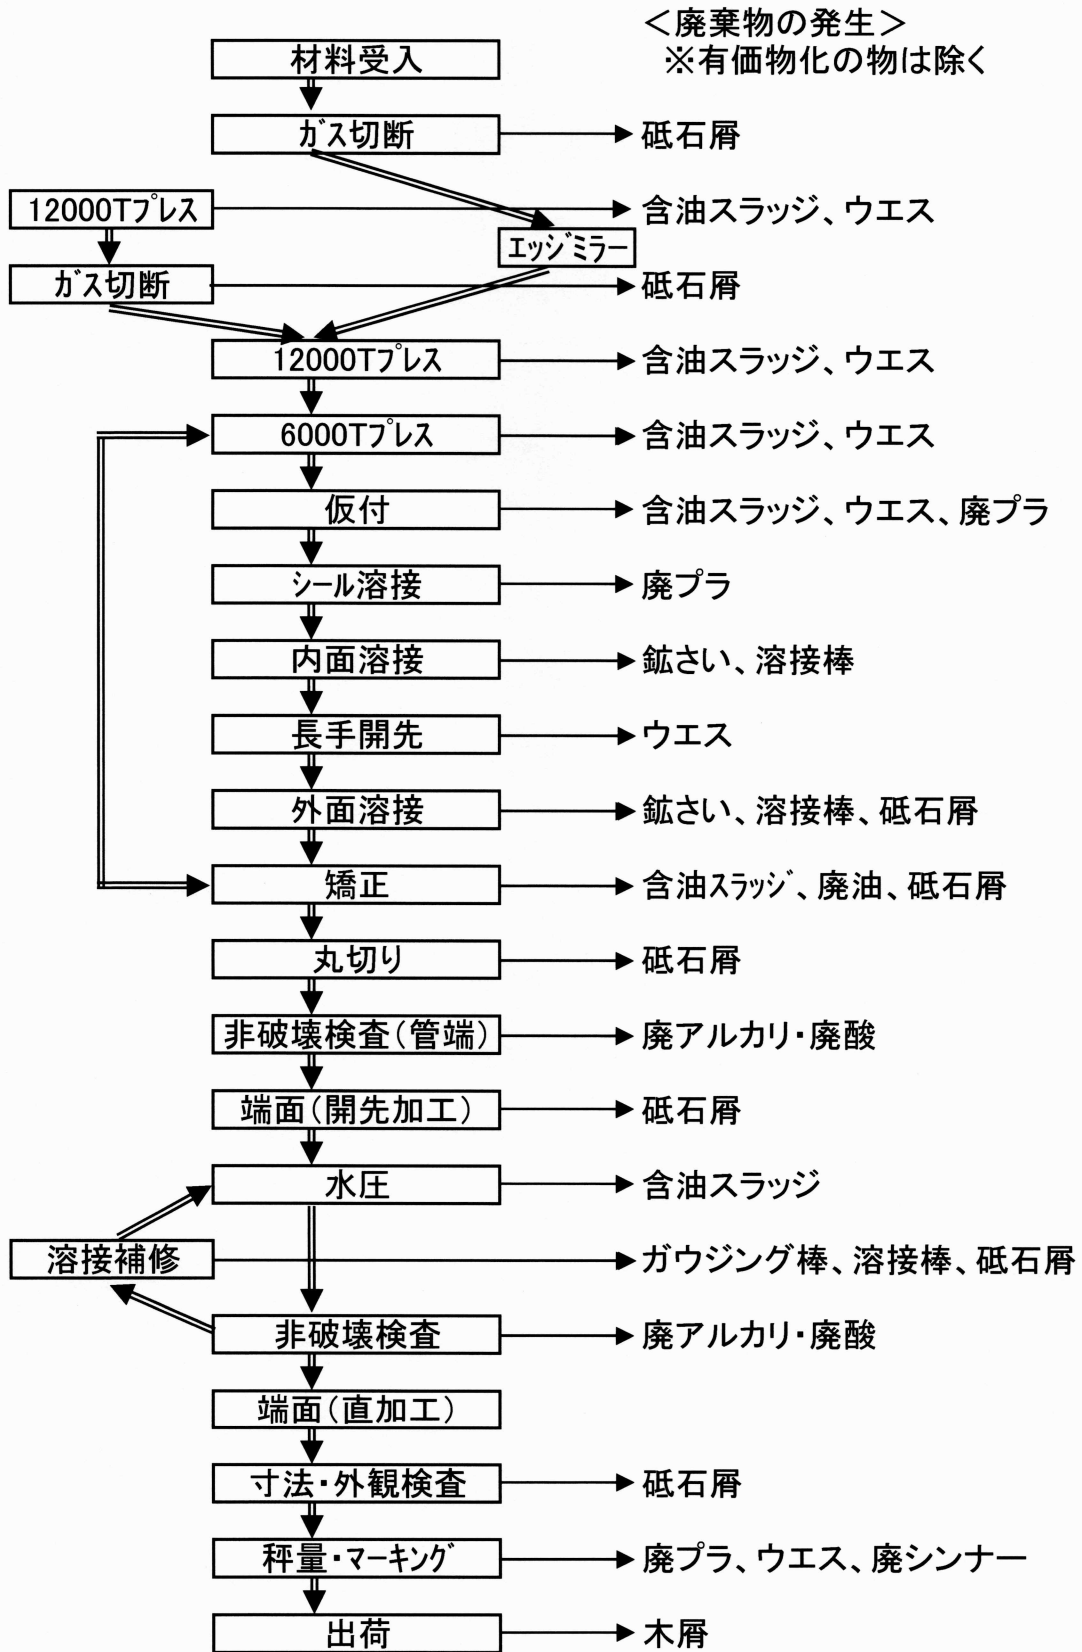 ＜廃棄物の発生＞
※有価物化の物は除く
材料受入
ｶﾞｽ切断
砥石屑
12000Tﾌﾟﾚｽ
含油スラッジ、ウエス
ｴｯｼﾞﾐﾗｰ
ｶﾞｽ切断
砥石屑
12000Tﾌﾟﾚｽ
含油スラッジ、ウエス
6000Tﾌﾟﾚｽ
含油スラッジ、ウエス
仮付
含油スラッジ、ウエス、廃プラ
ｼｰﾙ溶接
廃プラ
内面溶接
鉱さい、溶接棒
長手開先
ウエス
外面溶接
鉱さい、溶接棒、砥石屑
矯正
含油ｽﾗｯｼﾞ、廃油、砥石屑
丸切り
砥石屑
非破壊検査(管端)
廃アルカリ・廃酸
端面(開先加工)
砥石屑
水圧
含油スラッジ
溶接補修
ガウジング棒、溶接棒、砥石屑
非破壊検査
廃アルカリ・廃酸
端面(直加工)
寸法・外観検査
砥石屑
秤量・ﾏｰｷﾝｸﾞ
廃プラ、ウエス、廃シンナー
出荷
木屑